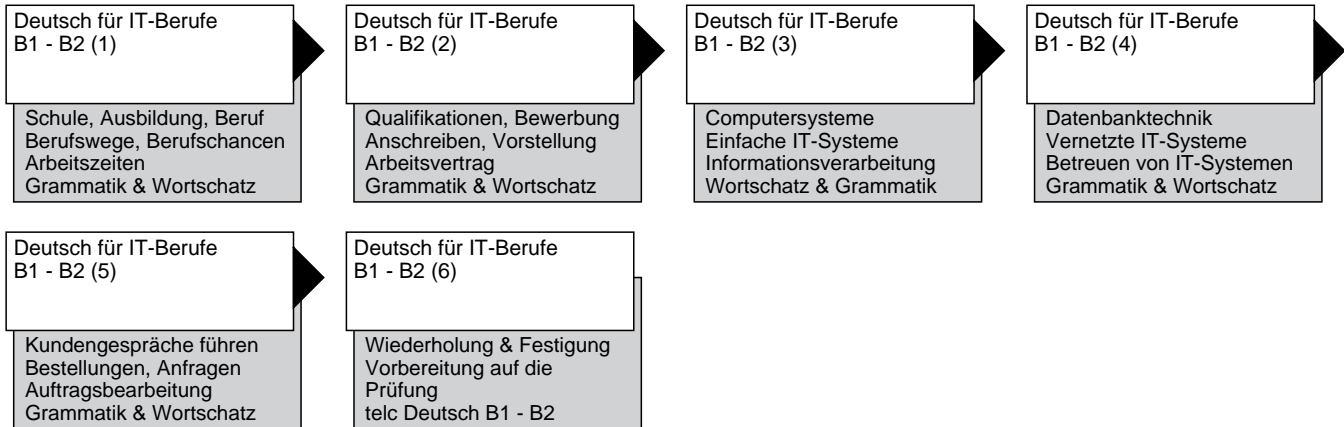 Deutsch für IT-Berufe
B1 - B2 (1)
Schule, Ausbildung, Beruf
Berufswege, Berufschancen
Arbeitszeiten
Grammatik & Wortschatz
Deutsch für IT-Berufe
B1 - B2 (2)
Qualifikationen, Bewerbung
Anschreiben, Vorstellung
Arbeitsvertrag
Grammatik & Wortschatz
Deutsch für IT-Berufe
B1 - B2 (3)
Computersysteme
Einfache IT-Systeme
Informationsverarbeitung
Wortschatz & Grammatik
Deutsch für IT-Berufe
B1 - B2 (4)
Datenbanktechnik
Vernetzte IT-Systeme
Betreuen von IT-Systemen
Grammatik & Wortschatz
Deutsch für IT-Berufe
B1 - B2 (5)
Kundengespräche führen
Bestellungen, Anfragen
Auftragsbearbeitung
Grammatik & Wortschatz
Deutsch für IT-Berufe
B1 - B2 (6)
Wiederholung & Festigung
Vorbereitung auf die
Prüfung
telc Deutsch B1 - B2